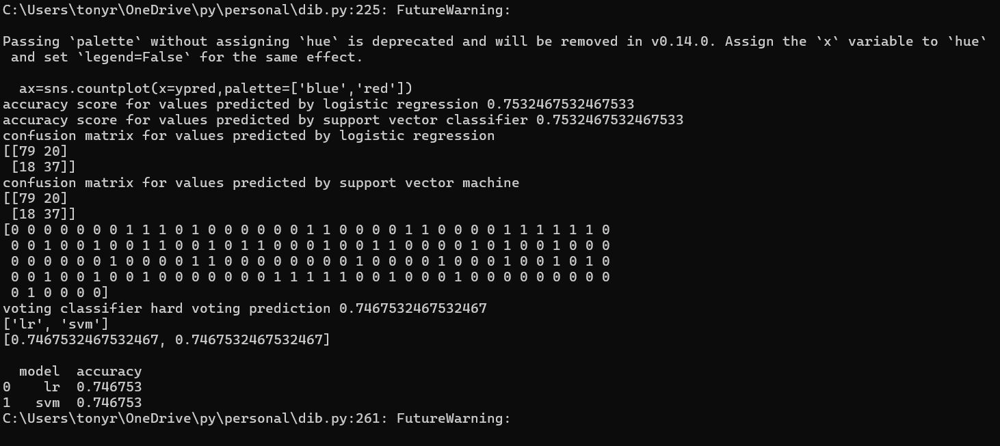 C:\Users\tonyr\OneDrive\py\personal\dib.py:225: FutureWarning:
Passing `palette` without assigning `hue` is deprecated and will be removed in v0.14.0. Assign the `x` variable to `hue`
 and set `legend=False` for the same effect.
  ax=sns.countplot(x=ypred,palette=['blue','red'])
accuracy score for values predicted by logistic regression 0.7532467532467533
accuracy score for values predicted by support vector classifier 0.7532467532467533
confusion matrix for values predicted by logistic regression
[[79 20]
 [18 37]]
confusion matrix for values predicted by support vector machine
[[79 20]
 [18 37]]
[0 0 0 0 0 0 0 1 1 1 0 1 0 0 0 0 0 0 1 1 0 0 0 0 1 1 0 0 0 0 1 1 1 1 1 1 0
 0 0 1 0 0 1 0 0 1 1 0 0 1 0 1 1 0 0 0 1 0 0 1 1 0 0 0 0 1 0 1 0 0 1 0 0 0
 0 0 0 0 0 0 1 0 0 0 0 1 1 0 0 0 0 0 0 0 0 1 0 0 0 0 1 0 0 0 1 0 0 1 0 1 0
 0 0 1 0 0 1 0 0 1 0 0 0 0 0 0 0 1 1 1 1 1 0 0 1 0 0 0 1 0 0 0 0 0 0 0 0 0
 0 1 0 0 0 0]
voting classifier hard voting prediction 0.7467532467532467
['lr', 'svm']
[0.7467532467532467, 0.7467532467532467]
  model  accuracy
0    lr  0.746753
1   svm  0.746753
C:\Users\tonyr\OneDrive\py\personal\dib.py:261: FutureWarning: